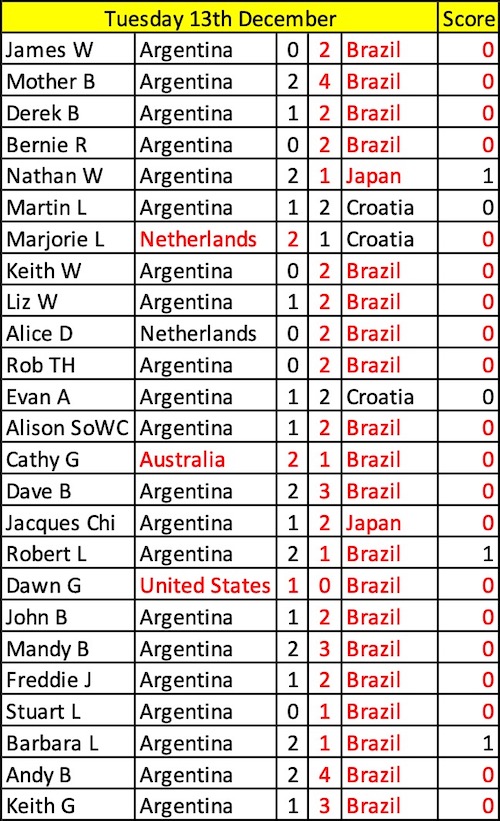 Tuesday 13th December Score
James W Argentina 0 2 Brazil 0
Mother B Argentina 2 4 Brazil 0
Derek B Argentina 1 2 Brazil 0
Bernie R Argentina 0 2 Brazil 0
Nathan W Argentina 2 1 Japan 1
Martin L Argentina 1 2 Croatia 0
Marjorie L Netherlands 2 1 Croatia 0
Keith W Argentina 0 2 Brazil 0
Liz W Argentina 1 2 Brazil 0
Alice D Netherlands 0 2 Brazil 0
Rob TH Argentina 0 2 Brazil 0
Evan A Argentina 1 2 Croatia 0
Alison SoWC Argentina 1 2 Brazil 0
Cathy G Australia 2 1 Brazil 0
Dave B Argentina 2 3 Brazil 0
Jacques Chi Argentina 1 2 Japan 0
Robert L Argentina 2 1 Brazil 1
Dawn G United States 1 0 Brazil 0
John B Argentina 1 2 Brazil 0
Mandy B Argentina 2 3 Brazil 0
Freddie J Argentina 1 2 Brazil 0
Stuart L Argentina 0 1 Brazil 0
Barbara L Argentina 2 1 Brazil 1
Andy B Argentina 2 4 Brazil 0
Keith G Argentina 1 3 Brazil 0